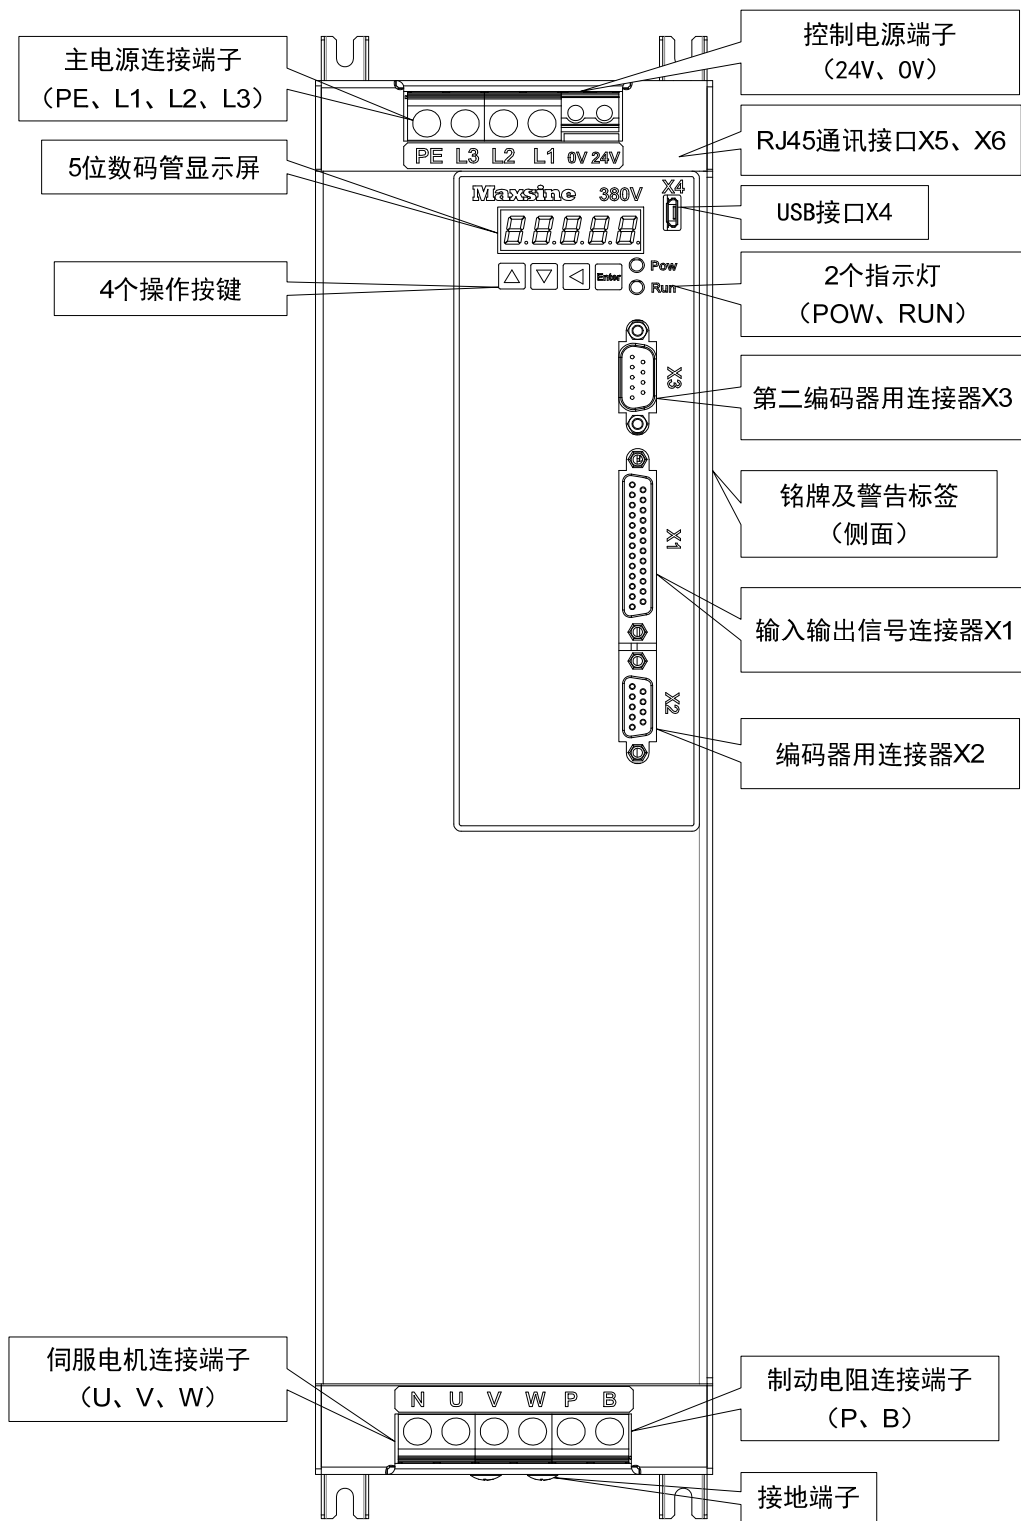 主电源连接端子
（PE、L1、L2、L3）
控制电源端子
（24V、0V）
PE L3 L2 L1 0V 24V
RJ45通讯接口X5、X6
5位数码管显示屏
Maxsine 380V
X4
USB接口X4
8.8.8.8.8.
4个操作按键
Enter
Pow
Run
2个指示灯
（POW、RUN）
X3
第二编码器用连接器X3
铭牌及警告标签
（侧面）
X1
输入输出信号连接器X1
X2
编码器用连接器X2
伺服电机连接端子
（U、V、W）
N U V W P B
制动电阻连接端子
（P、B）
接地端子